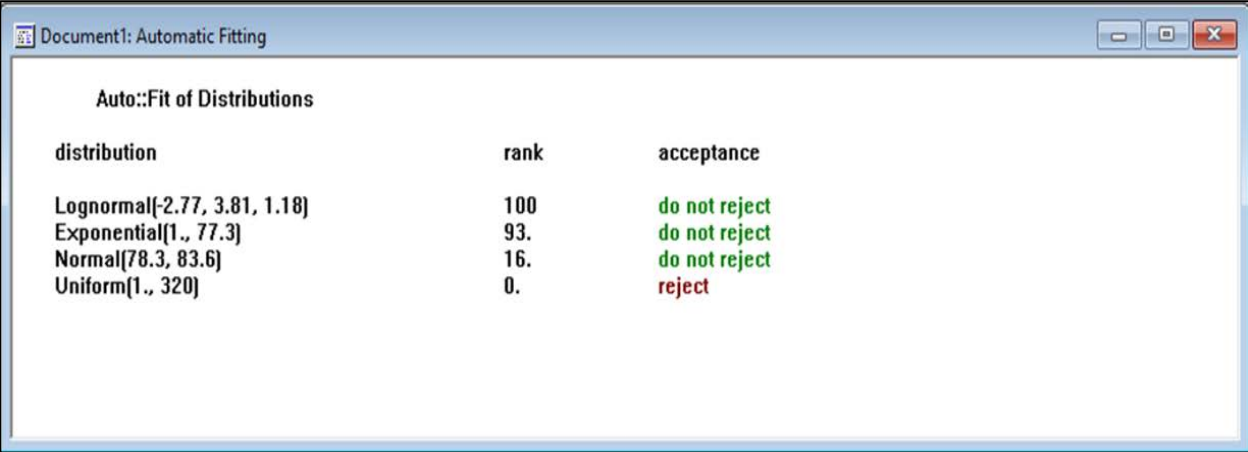 Document1: Automatic Fitting
Auto::Fit of Distributions
distribution rank acceptance
Lognormal(-2.77, 3.81, 1.18) 100 do not reject
Exponential(1., 77.3) 93. do not reject
Normal(78.3, 83.6) 16. do not reject
Uniform(1., 320) 0. reject